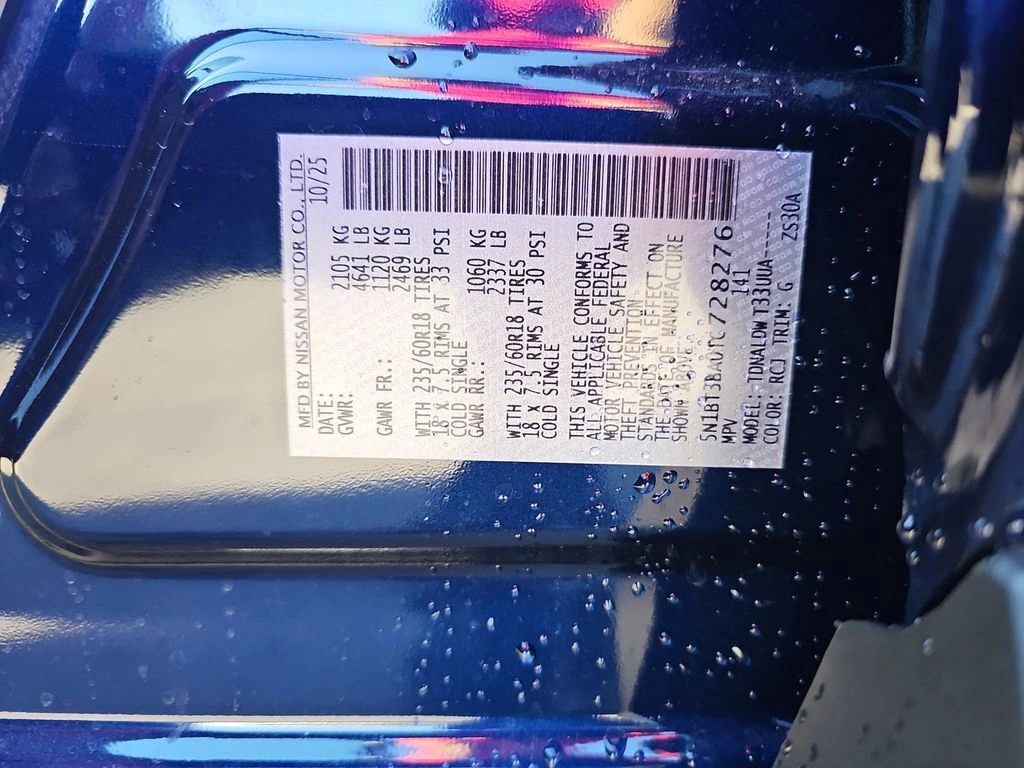 MFD BY NISSAN MOTOR CO., LTD.
DATE: 10/25
GVWR: 2105 KG
4641 LB
GAWR FR.: 1120 KG
2469 LB
WITH 235/60R18 TIRES
18 X 7.5 RIMS AT 33 PSI
COLD SINGLE
GAWR RR.: 1060 KG
2337 LB
WITH 235/60R18 TIRES
18 X 7.5 RIMS AT 30 PSI
COLD SINGLE
THIS VEHICLE CONFORMS TO
ALL APPLICABLE FEDERAL
MOTOR VEHICLE SAFETY AND
THEFT PREVENTION
STANDARDS IN EFFECT ON
THE DATE OF MANUFACTURE
SHOWN ABOVE
MPV 141
MODEL: TDNALDWT33UUA-----
COLOR: RCJ TRIM: G ZS30A